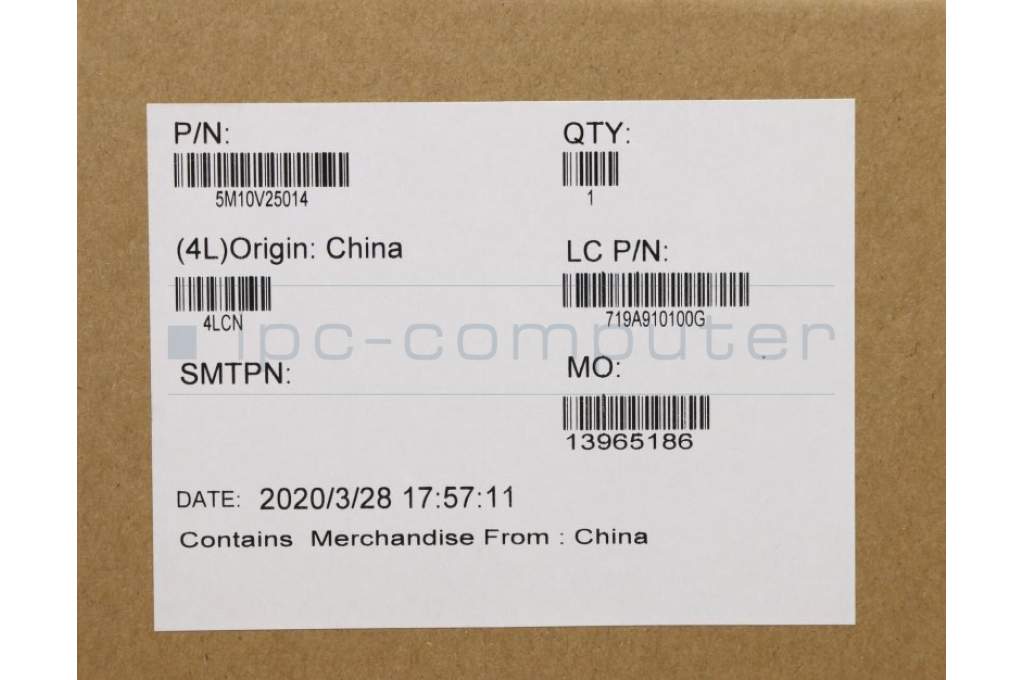 P/N:
5M10V25014
QTY:
1
(4L)Origin: China
4LCN
LC P/N:
719A910100G
ipc-computer
SMTPN:
MO:
13965186
DATE: 2020/3/28 17:57:11
Contains Merchandise From : China